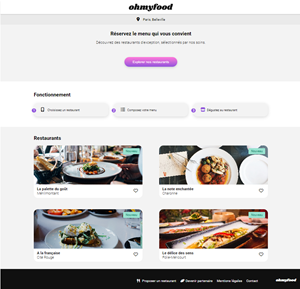 ohmyfood
Paris, Belleville
Réservez le menu qui vous convient
Découvrez des restaurants d'exception, sélectionnés par nos soins.
Explorer nos restaurants
Fonctionnement
1 Choisissez un restaurant
2 Composez votre menu
3 Dégustez au restaurant
Restaurants
Nouveau
Nouveau
La palette du goût
Ménilmontant
La note enchantée
Charonne
Nouveau
Nouveau
À la française
Cité Rouge
Le délice des sens
Folie-Méricourt
Proposer un restaurant
Devenir partenaire
Mentions légales
Contact
ohmyfood